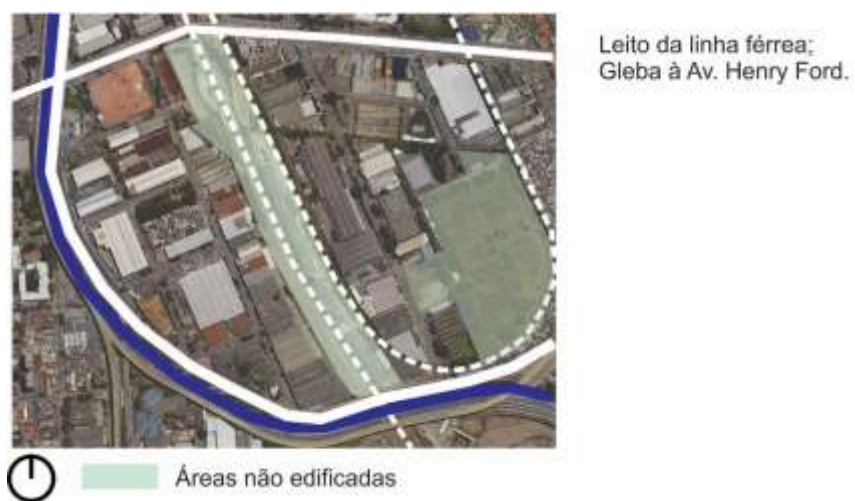 Leito da linha férrea;
Gleba à Av. Henry Ford.
Áreas não edificadas